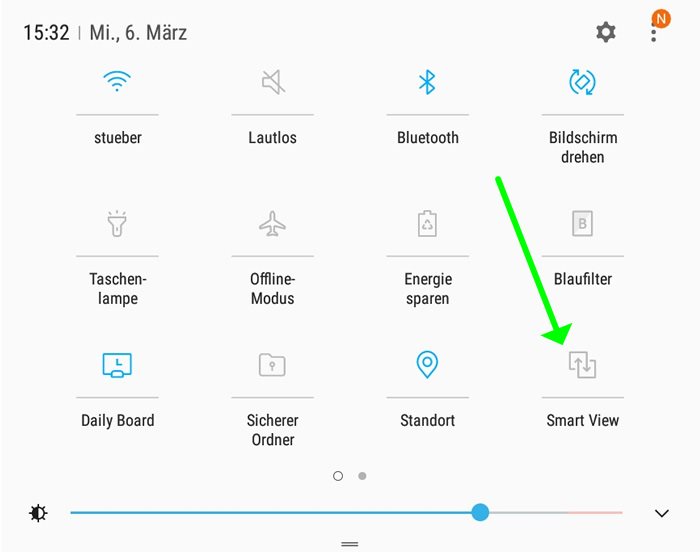 15:32 | Mi., 6. März
N
stueber
Lautlos
Bluetooth
Bildschirm
drehen
B
Taschen-
lampe
Offline-
Modus
Energie
sparen
Blaufilter
Daily Board
Sicherer
Ordner
Standort
Smart View